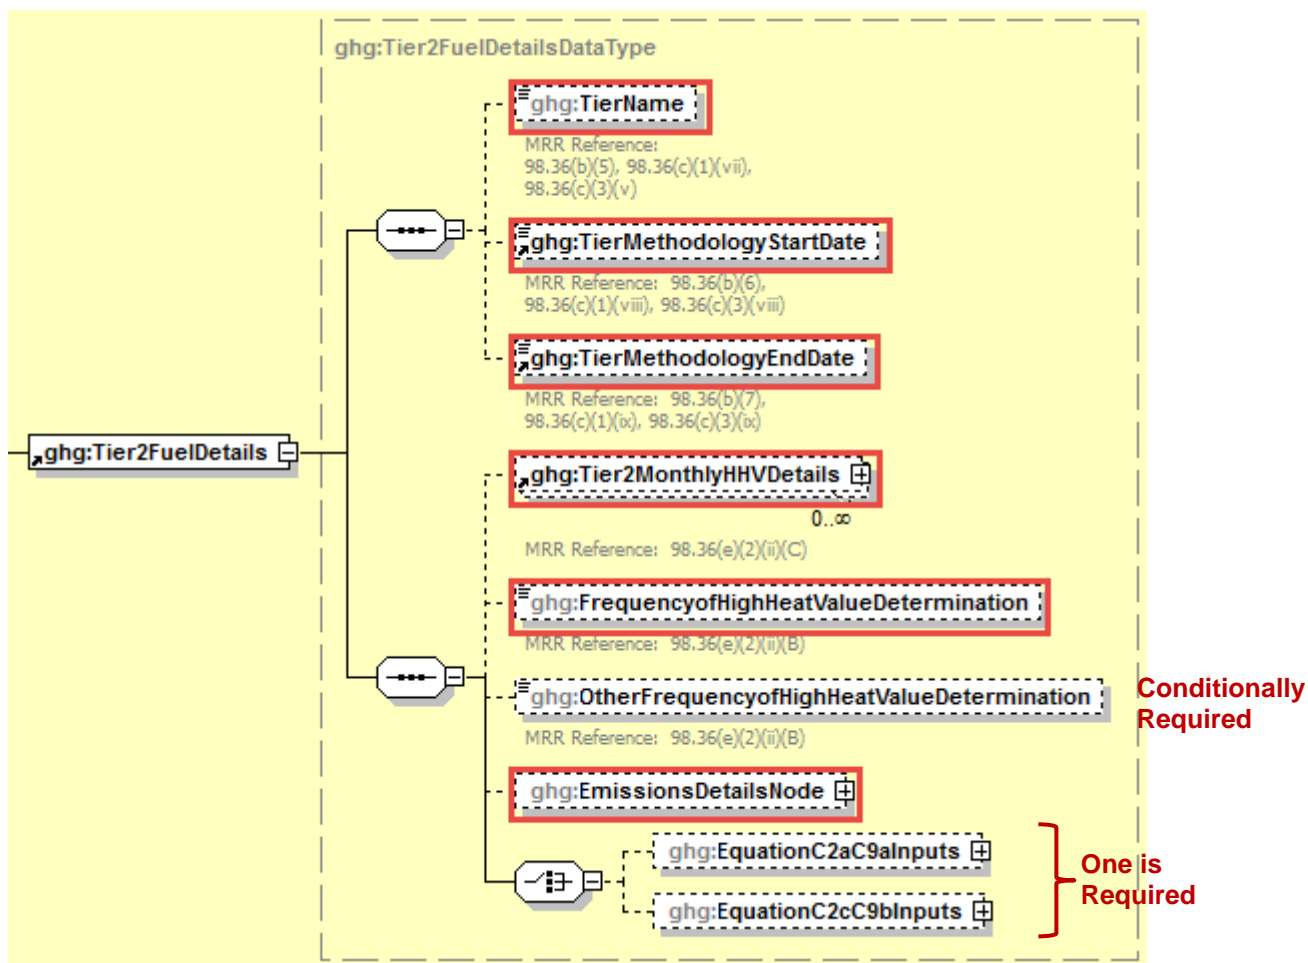 ghg:Tier2FuelDetailsDataType
ghg:TierName
MRR Reference:
98.36(b)(5), 98.36(c)(1)(vii),
98.36(c)(3)(v)
ghg:TierMethodologyStartDate
MRR Reference: 98.36(b)(6),
98.36(c)(1)(viii), 98.36(c)(3)(viii)
ghg:TierMethodologyEndDate
MRR Reference: 98.36(b)(7),
98.36(c)(1)(ix), 98.36(c)(3)(ix)
ghg:Tier2FuelDetails
ghg:Tier2MonthlyHHVDetails
0..∞
MRR Reference: 98.36(e)(2)(ii)(C)
ghg:FrequencyofHighHeatValueDetermination
MRR Reference: 98.36(e)(2)(ii)(B)
ghg:OtherFrequencyofHighHeatValueDetermination
Conditionally
Required
MRR Reference: 98.36(e)(2)(ii)(B)
ghg:EmissionsDetailsNode
ghg:EquationC2aC9aInputs
One is
Required
ghg:EquationC2cC9bInputs